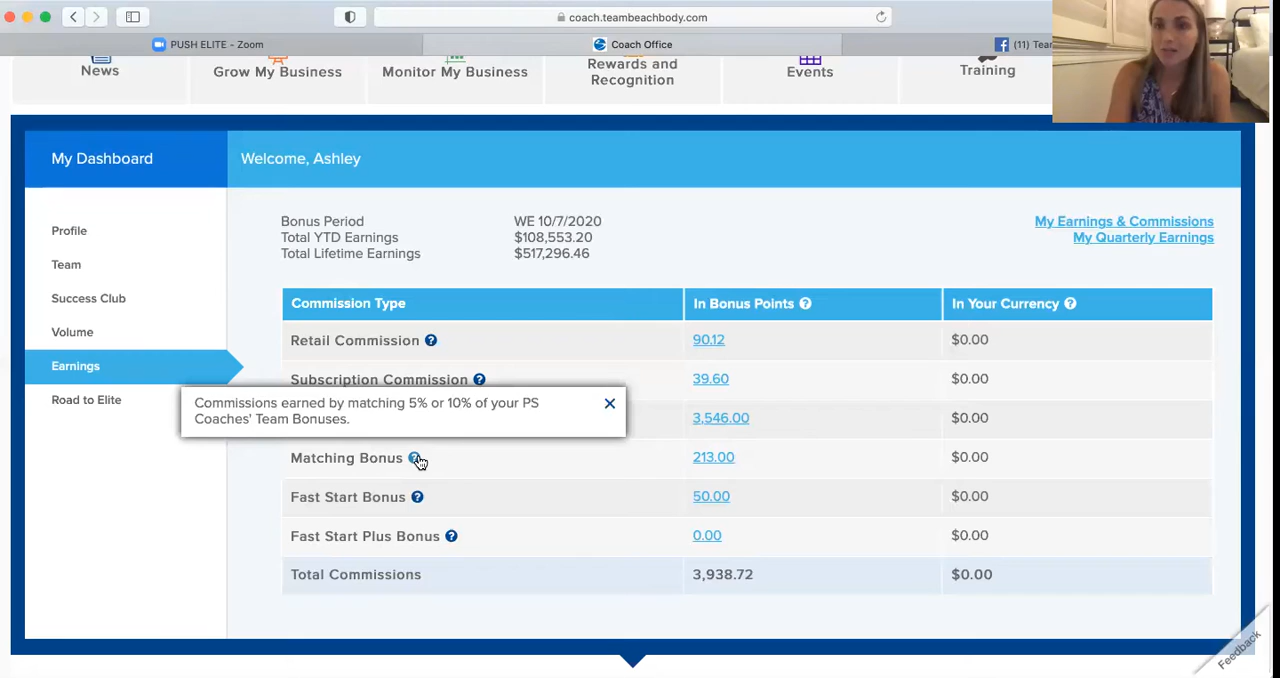 coach.teambeachbody.com
PUSH ELITE - Zoom
Coach Office
(11) Tear
News
Grow My Business
Monitor My Business
Rewards and
Recognition
Events
Training
My Dashboard
Welcome, Ashley
Profile
Team
Success Club
Volume
Earnings
Road to Elite
Bonus Period WE 10/7/2020
Total YTD Earnings $108,553.20
Total Lifetime Earnings $517,296.46
My Earnings & Commissions
My Quarterly Earnings
Commission Type In Bonus Points ? In Your Currency ?
Retail Commission ? 90.12 $0.00
Subscription Commission ? 39.60 $0.00
Commissions earned by matching 5% or 10% of your PS
Coaches' Team Bonuses.
3,546.00 $0.00
Matching Bonus ? 213.00 $0.00
Fast Start Bonus ? 50.00 $0.00
Fast Start Plus Bonus ? 0.00 $0.00
Total Commissions 3,938.72 $0.00
Feedback